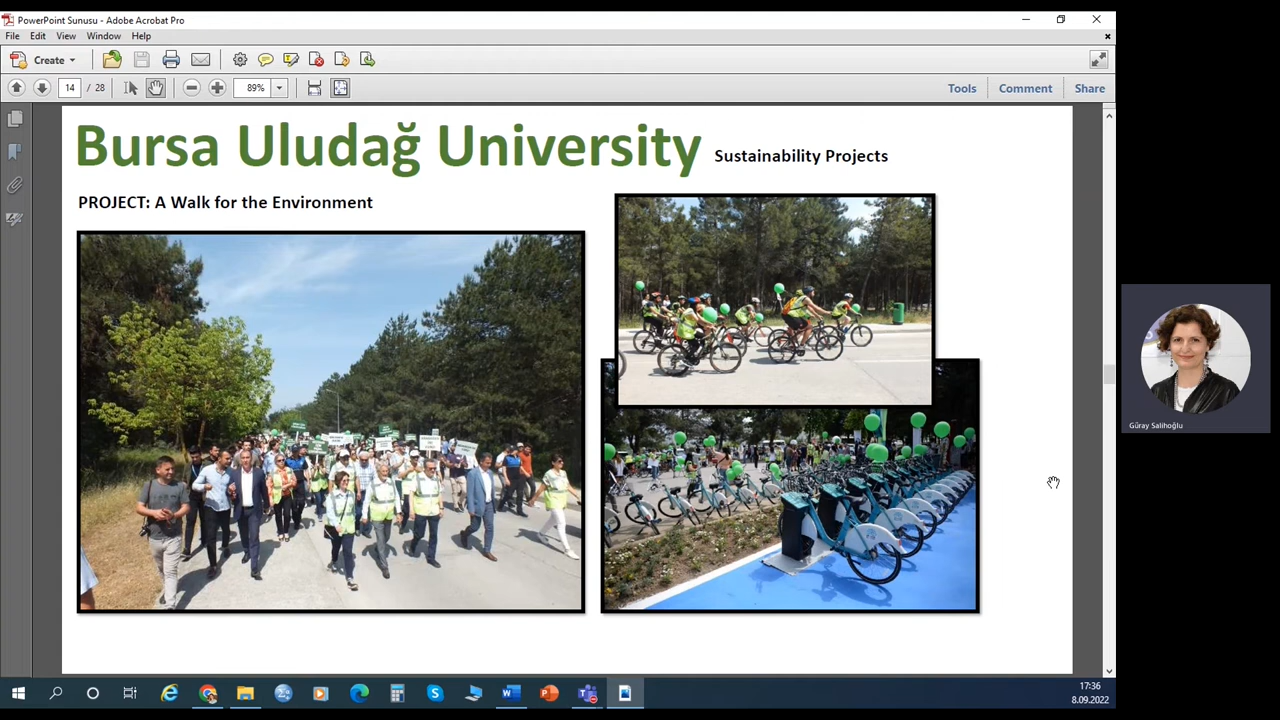 PowerPoint Sunusu - Adobe Acrobat Pro
File Edit View Window Help
Create
14 / 28
89%
Tools Comment Share
Bursa Uludağ University Sustainability Projects
PROJECT: A Walk for the Environment
Güray Salihoğlu
17:36
8.09.2022